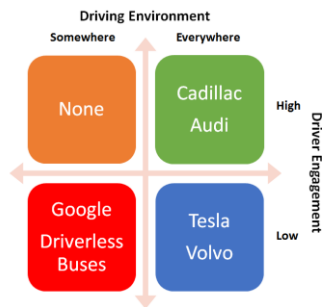 Driving Environment
Somewhere
Everywhere
None
Cadillac
Audi
High
Driver Engagement
Google
Driverless
Buses
Tesla
Volvo
Low